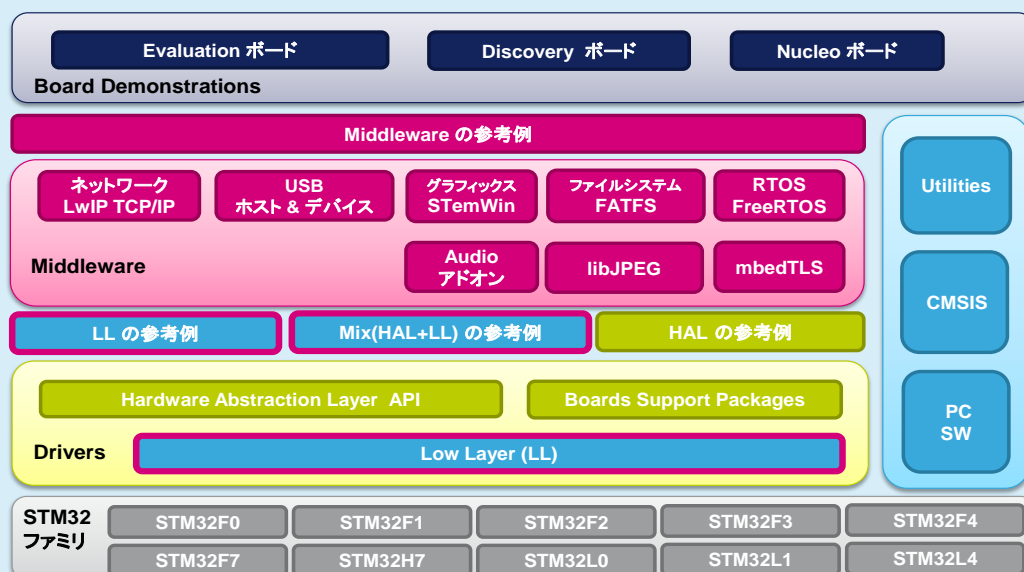 Evaluation ボード
Discovery ボード
Nucleo ボード
Board Demonstrations
Middleware の参考例
ネットワーク
LwIP TCP/IP
USB
ホスト & デバイス
グラフィックス
STemWin
ファイルシステム
FATFS
RTOS
FreeRTOS
Middleware
Audio
アドオン
libJPEG
mbedTLS
LL の参考例
Mix(HAL+LL) の参考例
HAL の参考例
Hardware Abstraction Layer API
Boards Support Packages
Drivers
Low Layer (LL)
Utilities
CMSIS
PC
SW
STM32
ファミリ
STM32F0
STM32F1
STM32F2
STM32F3
STM32F4
STM32F7
STM32H7
STM32L0
STM32L1
STM32L4